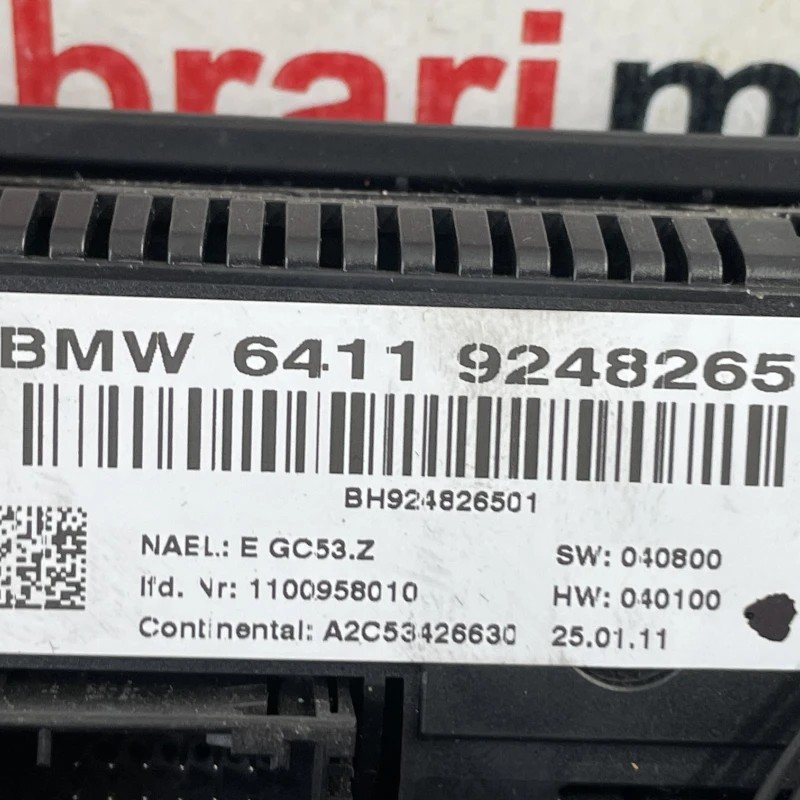 brari m
BMW 6411 9248265
BH924826501
NAEL.: E GC53.Z SW: 040800
lfd. Nr: 1100958010 HW: 040100
Continental: A2C53426630 25.01.11